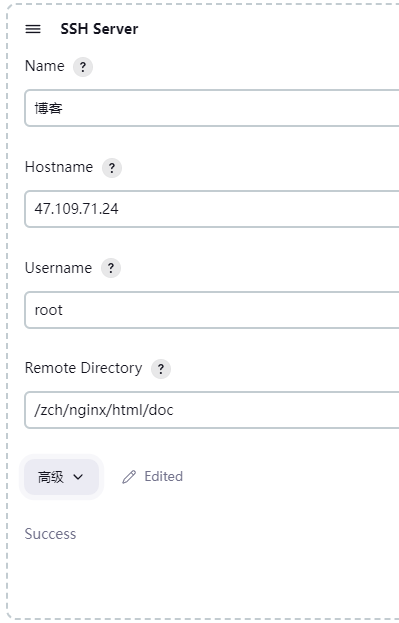 SSH Server
Name ?
博客
Hostname ?
47.109.71.24
Username ?
root
Remote Directory ?
/zch/nginx/html/doc
高级 Edited
Success